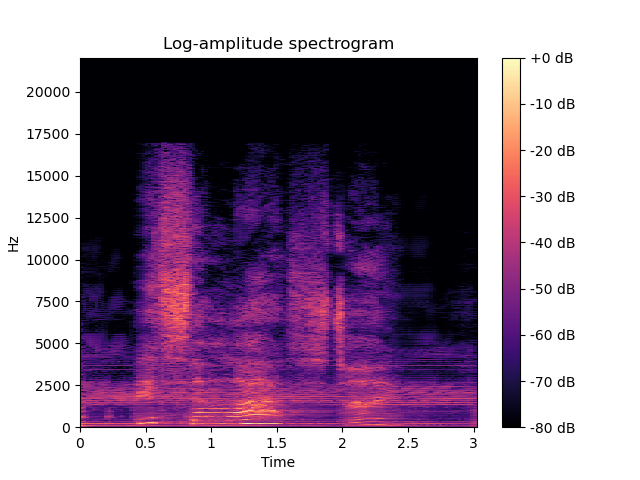 Log-amplitude spectrogram
Hz
20000
17500
15000
12500
10000
7500
5000
2500
0
0 0.5 1 1.5 2 2.5 3
Time
+0 dB
-10 dB
-20 dB
-30 dB
-40 dB
-50 dB
-60 dB
-70 dB
-80 dB